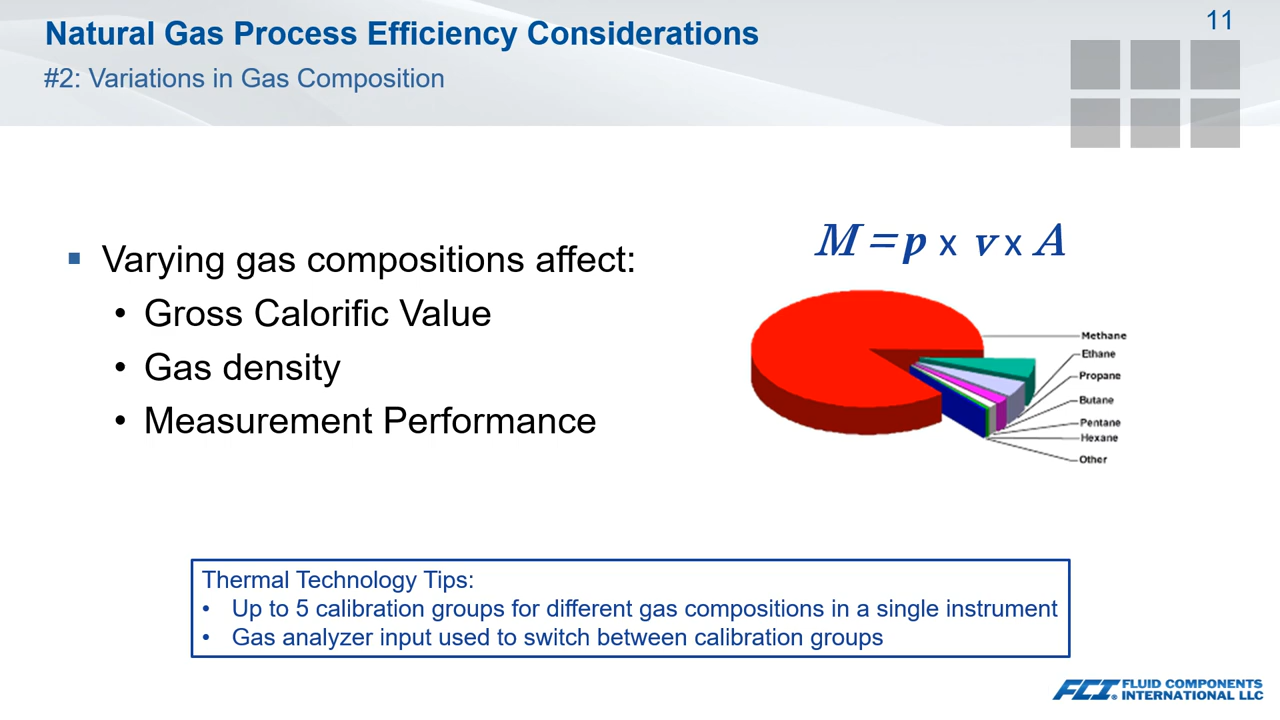 11
Natural Gas Process Efficiency Considerations
#2: Variations in Gas Composition
▪ Varying gas compositions affect:
• Gross Calorific Value
• Gas density
• Measurement Performance
M = p x v x A
Methane
Ethane
Propane
Butane
Pentane
Hexane
Other
Thermal Technology Tips:
• Up to 5 calibration groups for different gas compositions in a single instrument
• Gas analyzer input used to switch between calibration groups
FCI® FLUID COMPONENTS
INTERNATIONAL LLC